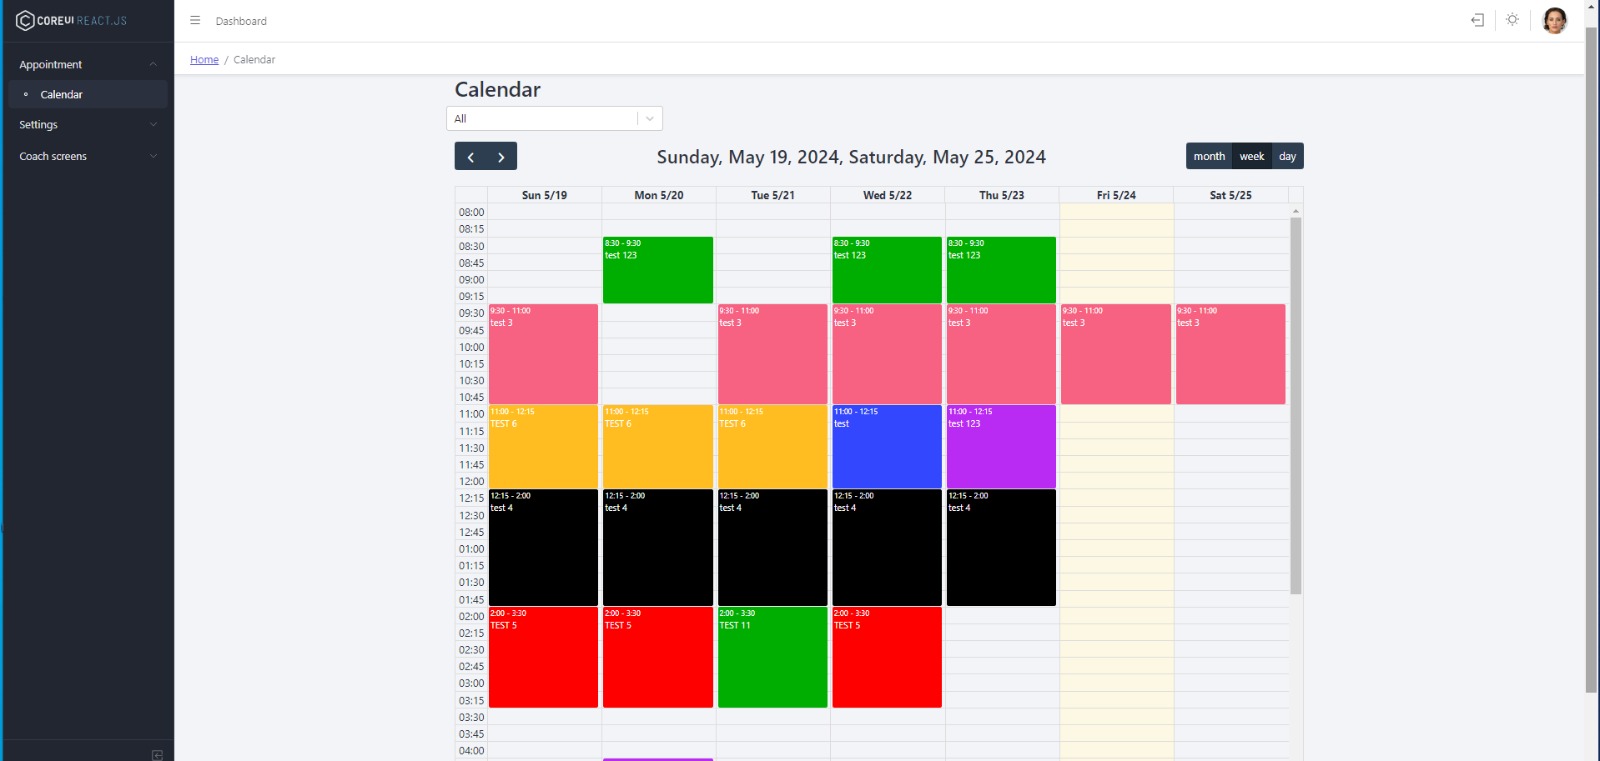 COREUI REACT.JS
Dashboard
Home / Calendar
Appointment
Calendar
Settings
Coach screens
Calendar
All
Sunday, May 19, 2024, Saturday, May 25, 2024
month week day
Sun 5/19 Mon 5/20 Tue 5/21 Wed 5/22 Thu 5/23 Fri 5/24 Sat 5/25
08:00
08:15
08:30 8:30 - 9:30 8:30 - 9:30 8:30 - 9:30
test 123 test 123 test 123
08:45
09:00
09:15
09:30 9:30 - 11:00 9:30 - 11:00 9:30 - 11:00 9:30 - 11:00 9:30 - 11:00 9:30 - 11:00
test 3 test 3 test 3 test 3 test 3 test 3
09:45
10:00
10:15
10:30
10:45
11:00 11:00 - 12:15 11:00 - 12:15 11:00 - 12:15 11:00 - 12:15 11:00 - 12:15
TEST 6 TEST 6 TEST 6 test test 123
11:15
11:30
11:45
12:00
12:15 12:15 - 2:00 12:15 - 2:00 12:15 - 2:00 12:15 - 2:00 12:15 - 2:00
test 4 test 4 test 4 test 4 test 4
12:30
12:45
01:00
01:15
01:30
01:45
02:00 2:00 - 3:30 2:00 - 3:30 2:00 - 3:30 2:00 - 3:30
TEST 5 TEST 5 TEST 11 TEST 5
02:15
02:30
02:45
03:00
03:15
03:30
03:45
04:00